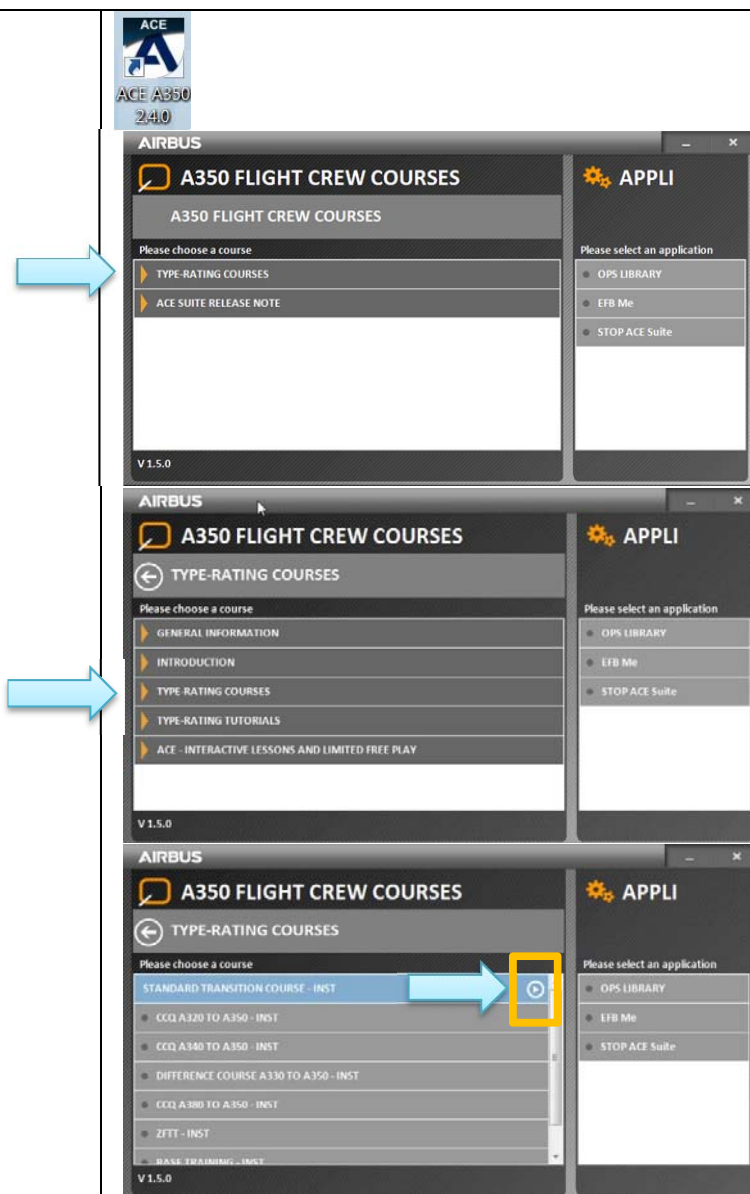 ACE
ACE A350
2.4.0
AIRBUS
A350 FLIGHT CREW COURSES
APPLI
A350 FLIGHT CREW COURSES
Please choose a course
Please select an application
TYPE-RATING COURSES
OPS LIBRARY
ACE SUITE RELEASE NOTE
EFB Me
STOP ACE Suite
V 1.5.0
AIRBUS
A350 FLIGHT CREW COURSES
APPLI
TYPE-RATING COURSES
Please choose a course
Please select an application
GENERAL INFORMATION
OPS LIBRARY
INTRODUCTION
EFB Me
TYPE-RATING COURSES
STOP ACE Suite
TYPE-RATING TUTORIALS
ACE - INTERACTIVE LESSONS AND LIMITED FREE PLAY
V 1.5.0
AIRBUS
A350 FLIGHT CREW COURSES
APPLI
TYPE-RATING COURSES
Please choose a course
Please select an application
STANDARD TRANSITION COURSE - INST
OPS LIBRARY
CCQ A320 TO A350 - INST
EFB Me
CCQ A340 TO A350 - INST
STOP ACE Suite
DIFFERENCE COURSE A330 TO A350 - INST
CCQ A380 TO A350 - INST
ZFTT - INST
BASE TRAINING - INST
V 1.5.0